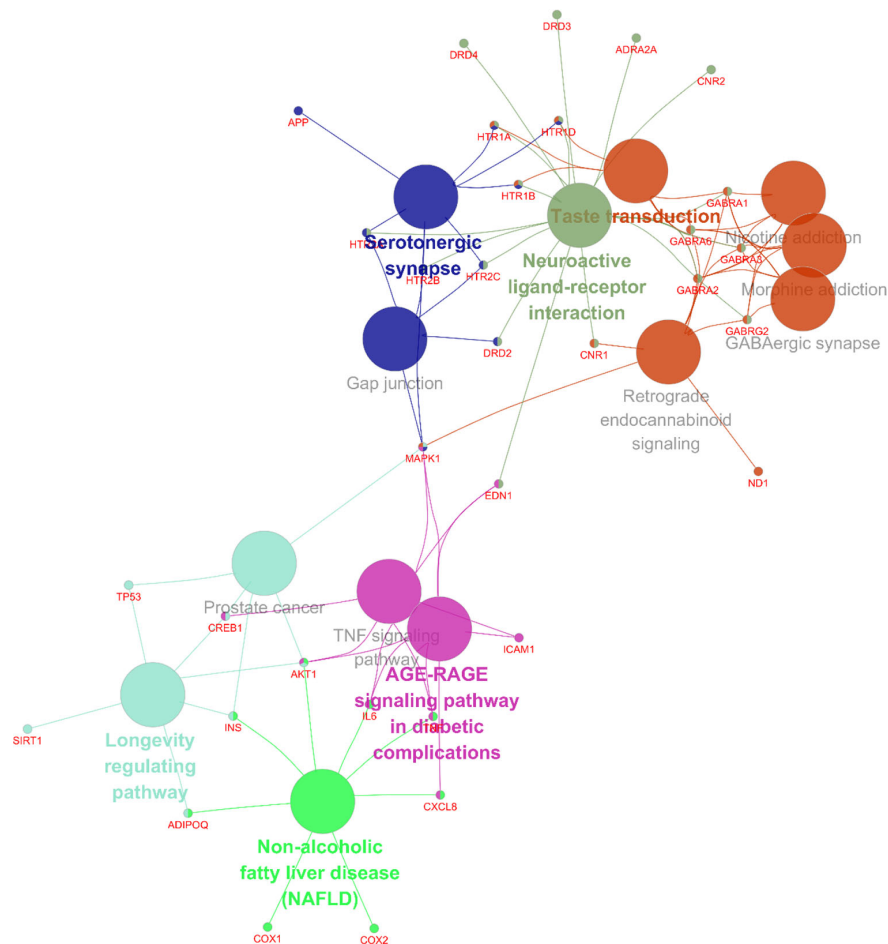 DRD3
DRD4
ADRA2A
CNR2
APP
HTR1A
HTR1D
HTR1B
GABRA1
Taste transduction
GABRA6
Nicotine addiction
Serotonergic
synapse
GABRA3
Neuroactive
ligand-receptor
interaction
HTR2B
HTR2C
GABRA2
Morphine addiction
GABRG2
GABAergic synapse
DRD2
CNR1
Gap junction
Retrograde
endocannabinoid
signaling
MAPK1
ND1
EDN1
TP53
Prostate cancer
CREB1
TNF signaling
pathway
ICAM1
AKT1
AGE-RAGE
signaling pathway
in diabetic
complications
IL6
SIRT1
INS
Longevity
regulating
pathway
CXCL8
ADIPOQ
Non-alcoholic
fatty liver disease
(NAFLD)
COX1
COX2